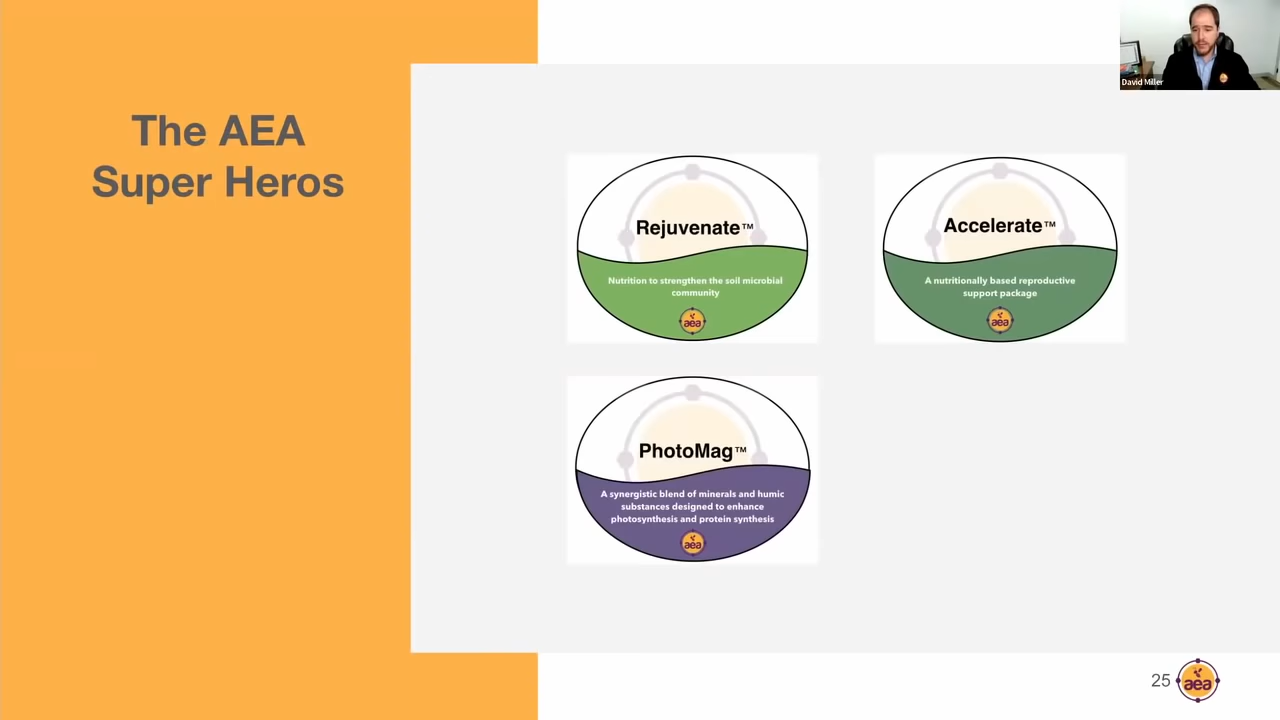 The AEA
Super Heros
David Miller
Rejuvenate™
Nutrition to strengthen the soil microbial
community
aea
Accelerate™
A nutritionally based reproductive
support package
aea
PhotoMag™
A synergistic blend of minerals and humic
substances designed to enhance
photosynthesis and protein synthesis
aea
25
aea